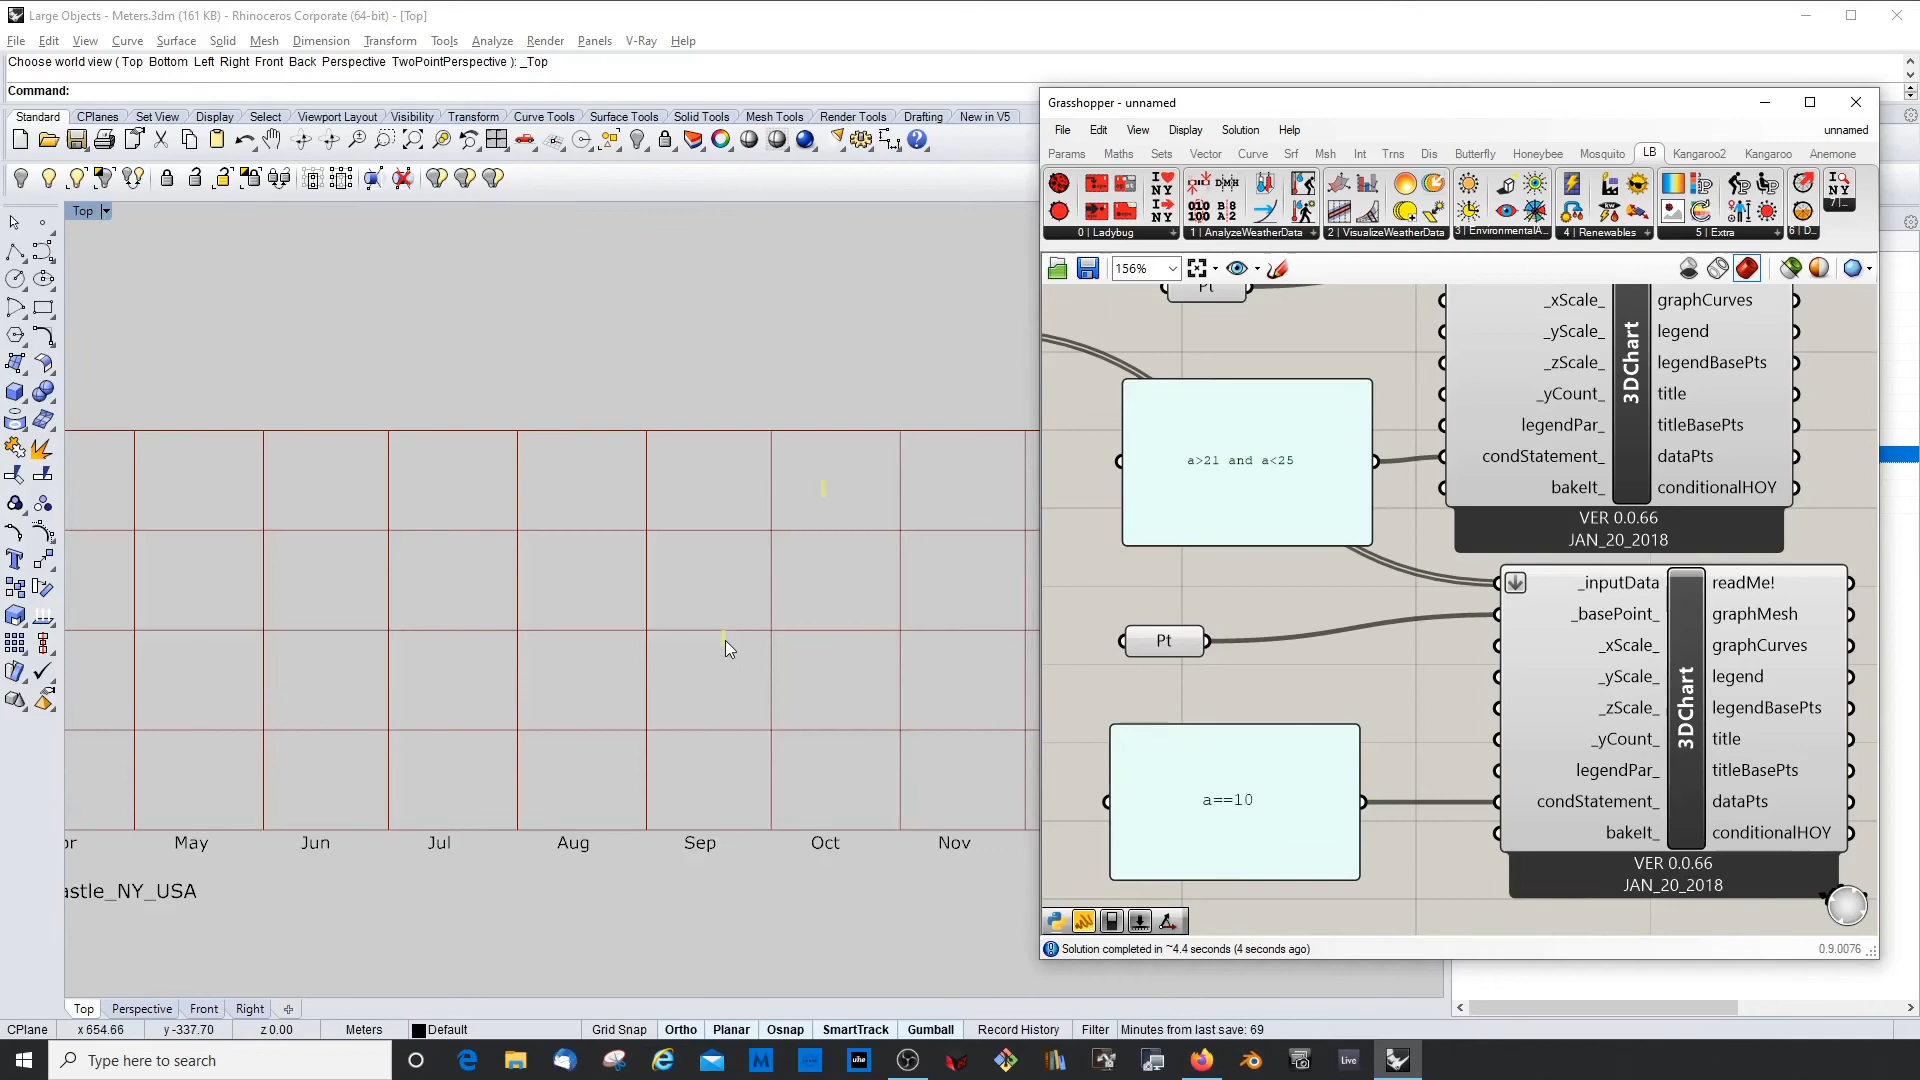 Large Objects - Meters.3dm (161 KB) - Rhinoceros Corporate (64-bit) - [Top]
File Edit View Curve Surface Solid Mesh Dimension Transform Tools Analyze Render Panels V-Ray Help
Choose world view ( Top Bottom Left Right Front Back Perspective TwoPointPerspective ): _Top
Command:
Standard CPlanes Set View Display Select Viewport Layout Visibility Transform Curve Tools Surface Tools Solid Tools Mesh Tools Render Tools Drafting New in V5
Top
May Jun Jul Aug Sep Oct Nov
astle_NY_USA
Grasshopper - unnamed
File Edit View Display Solution Help
unnamed
Params Maths Sets Vector Curve Srf Msh Int Trns Dis Butterfly Honeybee Mosquito LB Kangaroo2 Kangaroo Anemone
0 | Ladybug 1 | AnalyzeWeatherData 2 | VisualizeWeatherData 3 | EnvironmentalA... 4 | Renewables 5 | Extra 6 | D... 7 |...
156%
Pt
_xScale_ graphCurves
_yScale_ legend
_zScale_ legendBasePts
_yCount_ title
legendPar_ titleBasePts
condStatement_ dataPts
bakeIt_ conditionalHOY
3DChart
VER 0.0.66
JAN_20_2018
a>21 and a<25
Pt
a==10
_inputData readMe!
_basePoint_ graphMesh
_xScale_ graphCurves
_yScale_ legend
_zScale_ legendBasePts
_yCount_ title
legendPar_ titleBasePts
condStatement_ dataPts
bakeIt_ conditionalHOY
3DChart
VER 0.0.66
JAN_20_2018
Solution completed in ~4.4 seconds (4 seconds ago)
0.9.0076
Top Perspective Front Right
CPlane x 654.66 y -337.70 z 0.00 Meters Default Grid Snap Ortho Planar Osnap SmartTrack Gumball Record History Filter Minutes from last save: 69
Type here to search
Live